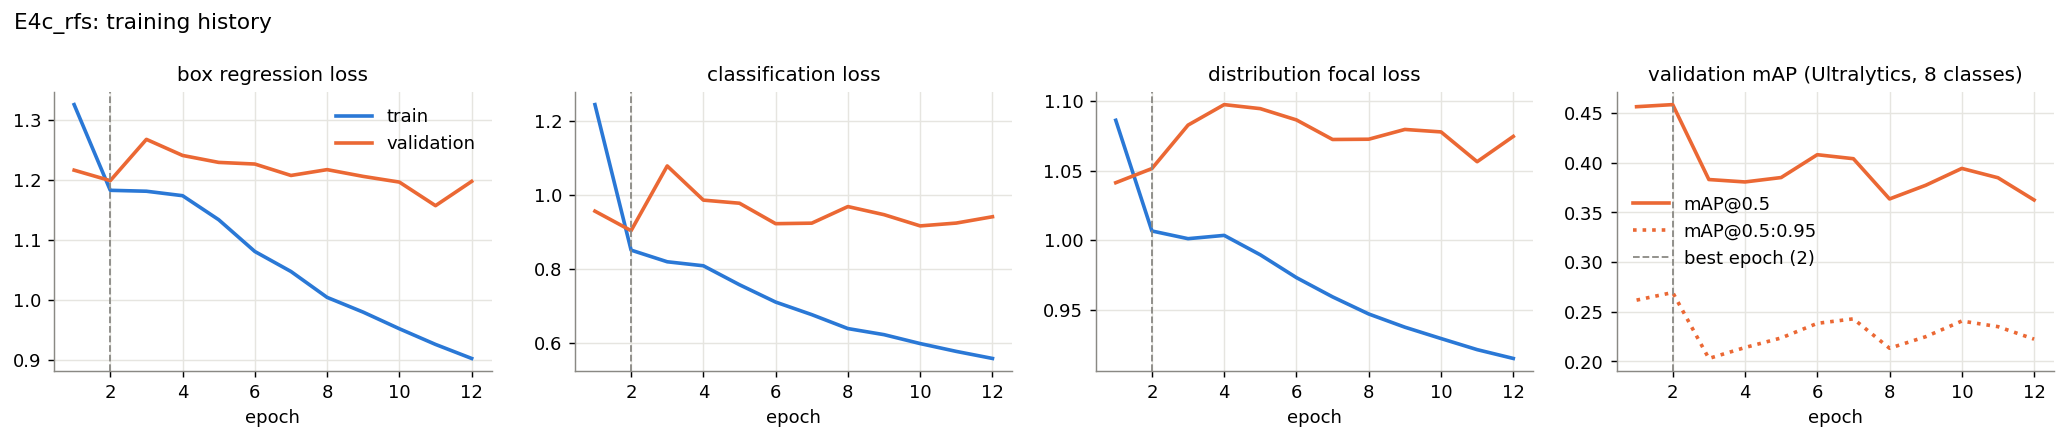 E4c_rfs: training history
box regression loss
1.3
1.2
1.1
1.0
0.9
2 4 6 8 10 12
epoch
train
validation
classification loss
1.2
1.0
0.8
0.6
2 4 6 8 10 12
epoch
distribution focal loss
1.10
1.05
1.00
0.95
2 4 6 8 10 12
epoch
validation mAP (Ultralytics, 8 classes)
0.45
0.40
0.35
0.30
0.25
0.20
2 4 6 8 10 12
epoch
mAP@0.5
mAP@0.5:0.95
best epoch (2)